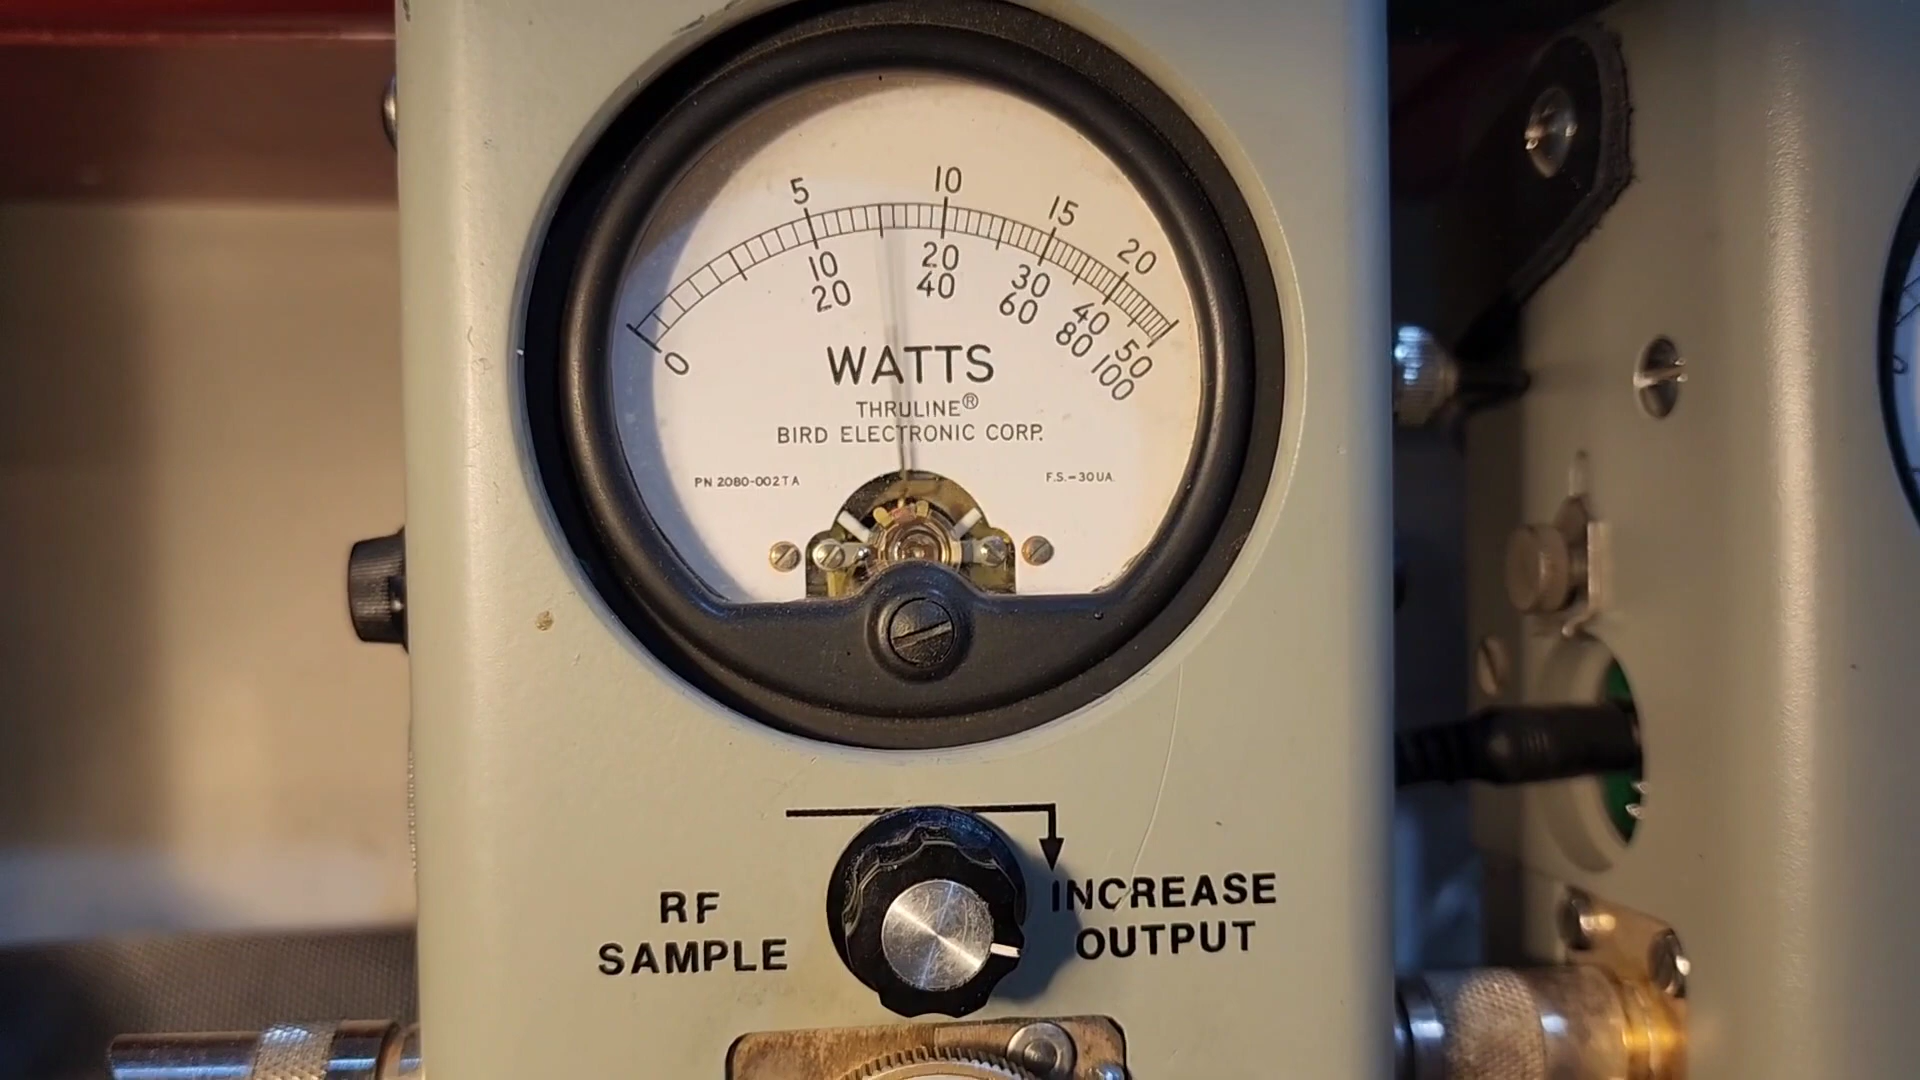 5 10 15 20
10 20 30 40 50
0 20 40 60 80 100
WATTS
THRULINE®
BIRD ELECTRONIC CORP.
PN 2080-002TA F.S.-30UA.
RF
SAMPLE
INCREASE
OUTPUT